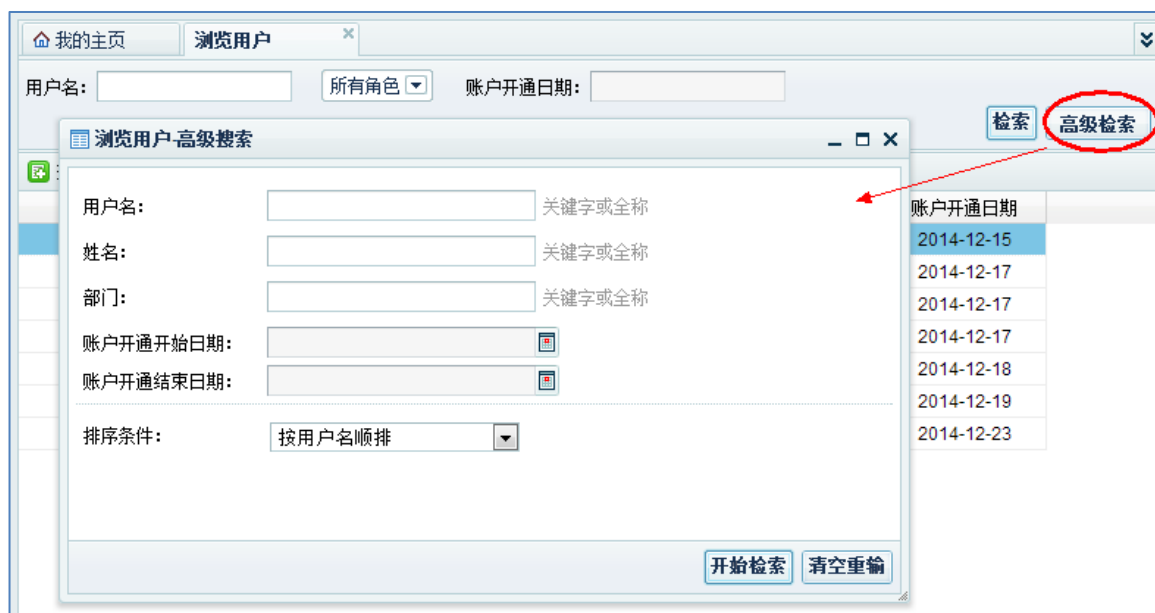 我的主页 浏览用户
用户名: 所有角色 账户开通日期:
检索 高级检索
浏览用户-高级搜索
用户名: 关键字或全称
姓名: 关键字或全称
部门: 关键字或全称
账户开通开始日期:
账户开通结束日期:
排序条件: 按用户名顺排
开始检索 清空重输
账户开通日期
2014-12-15
2014-12-17
2014-12-17
2014-12-17
2014-12-18
2014-12-19
2014-12-23